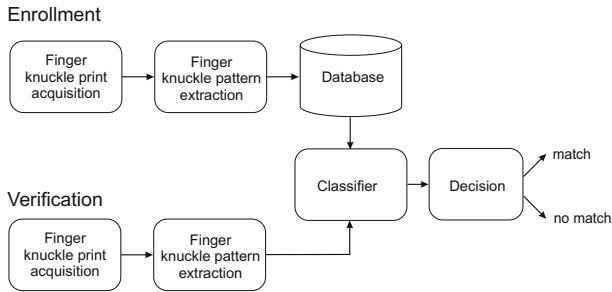 Enrollment
Finger
knuckle print
acquisition
Finger
knuckle pattern
extraction
Database
Classifier
Decision
match
no match
Verification
Finger
knuckle print
acquisition
Finger
knuckle pattern
extraction